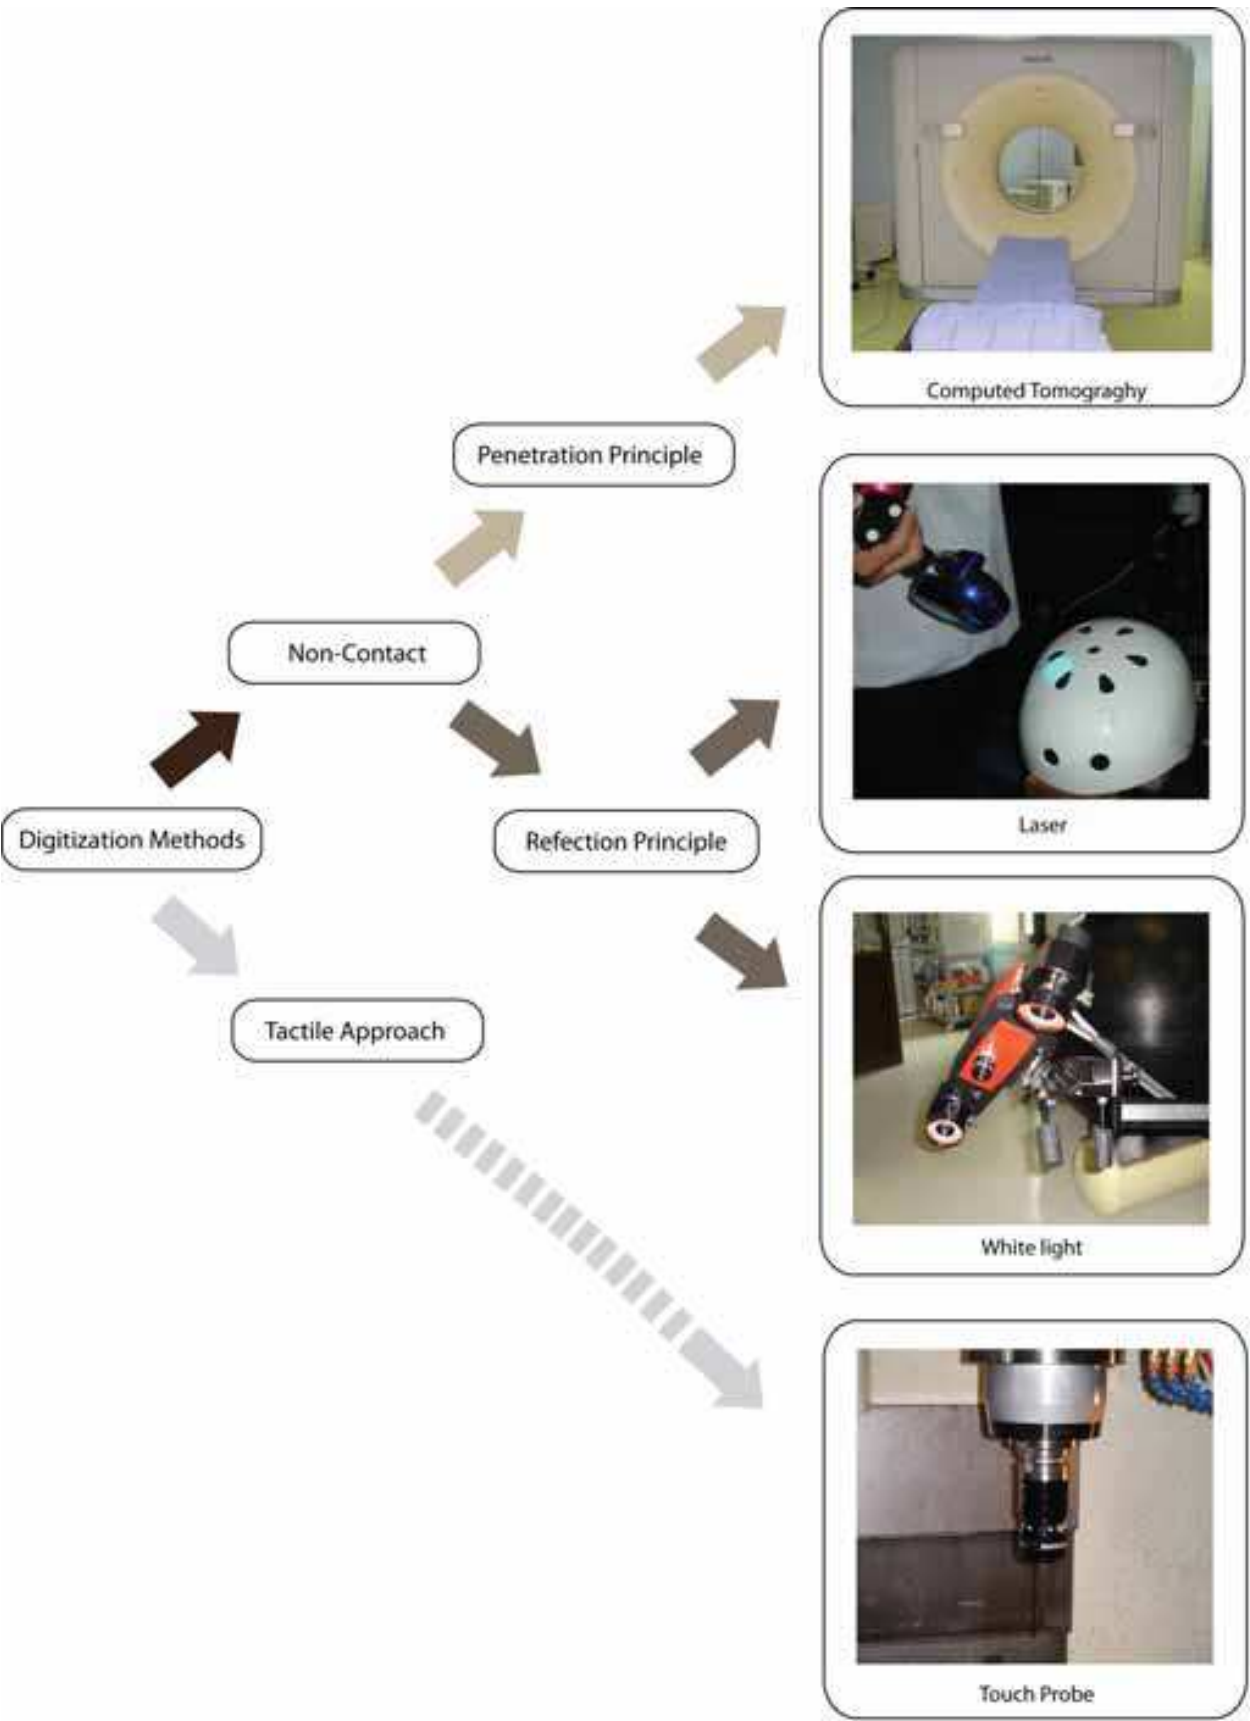 Computed Tomograghy
Penetration Principle
Non-Contact
Laser
Digitization Methods
Refection Principle
Tactile Approach
White light
Touch Probe